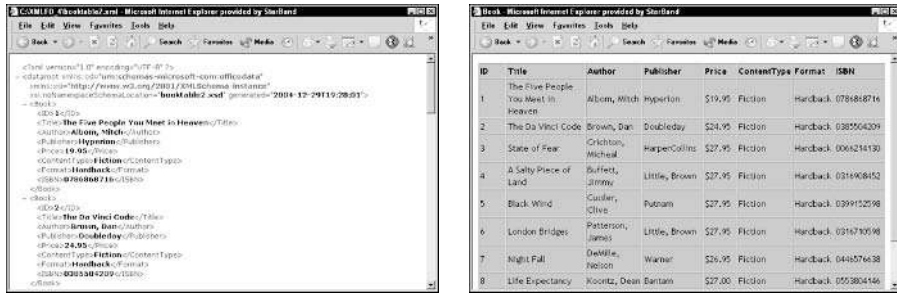 C:\XMLFD_4\booktable2.xml - Microsoft Internet Explorer provided by StarBand
File Edit View Favorites Tools Help
Back Search Favorites Media
<?xml version="1.0" encoding="UTF-8" ?>
- <dataroot xmlns:od="urn:schemas-microsoft-com:officedata"
xmlns:xsi="http://www.w3.org/2001/XMLSchema-instance"
xsi:noNamespaceSchemaLocation="booktable2.xsd" generated="2004-12-29T19:28:01">
- <Book>
<ID>1</ID>
<Title>The Five People You Meet in Heaven</Title>
<Author>Albom, Mitch</Author>
<Publisher>Hyperion</Publisher>
<Price>19.95</Price>
<ContentType>Fiction</ContentType>
<Format>Hardback</Format>
<ISBN>0786868716</ISBN>
</Book>
- <Book>
<ID>2</ID>
<Title>The Da Vinci Code</Title>
<Author>Brown, Dan</Author>
<Publisher>Doubleday</Publisher>
<Price>24.95</Price>
<ContentType>Fiction</ContentType>
<Format>Hardback</Format>
<ISBN>0385504209</ISBN>
</Book>
Book - Microsoft Internet Explorer provided by StarBand
File Edit View Favorites Tools Help
Back Search Favorites Media
ID Title Author Publisher Price ContentType Format ISBN
The Five People
1 You Meet in Albom, Mitch Hyperion $19.95 Fiction Hardback 0786868716
Heaven
2 The Da Vinci Code Brown, Dan Doubleday $24.95 Fiction Hardback 0385504209
3 State of Fear Crichton, HarperCollins $27.95 Fiction Hardback 0066214130
Micheal
4 A Salty Piece of Buffett, Little, Brown $27.95 Fiction Hardback 0316908452
Land Jimmy
5 Black Wind Cussler, Putnam $27.95 Fiction Hardback 0399152598
Clive
6 London Bridges Patterson, Little, Brown $27.95 Fiction Hardback 0316710598
James
7 Night Fall DeMille, Warner $26.95 Fiction Hardback 0446576638
Nelson
8 Life Expectancy Koontz, Dean Bantam $27.00 Fiction Hardback 0553804146